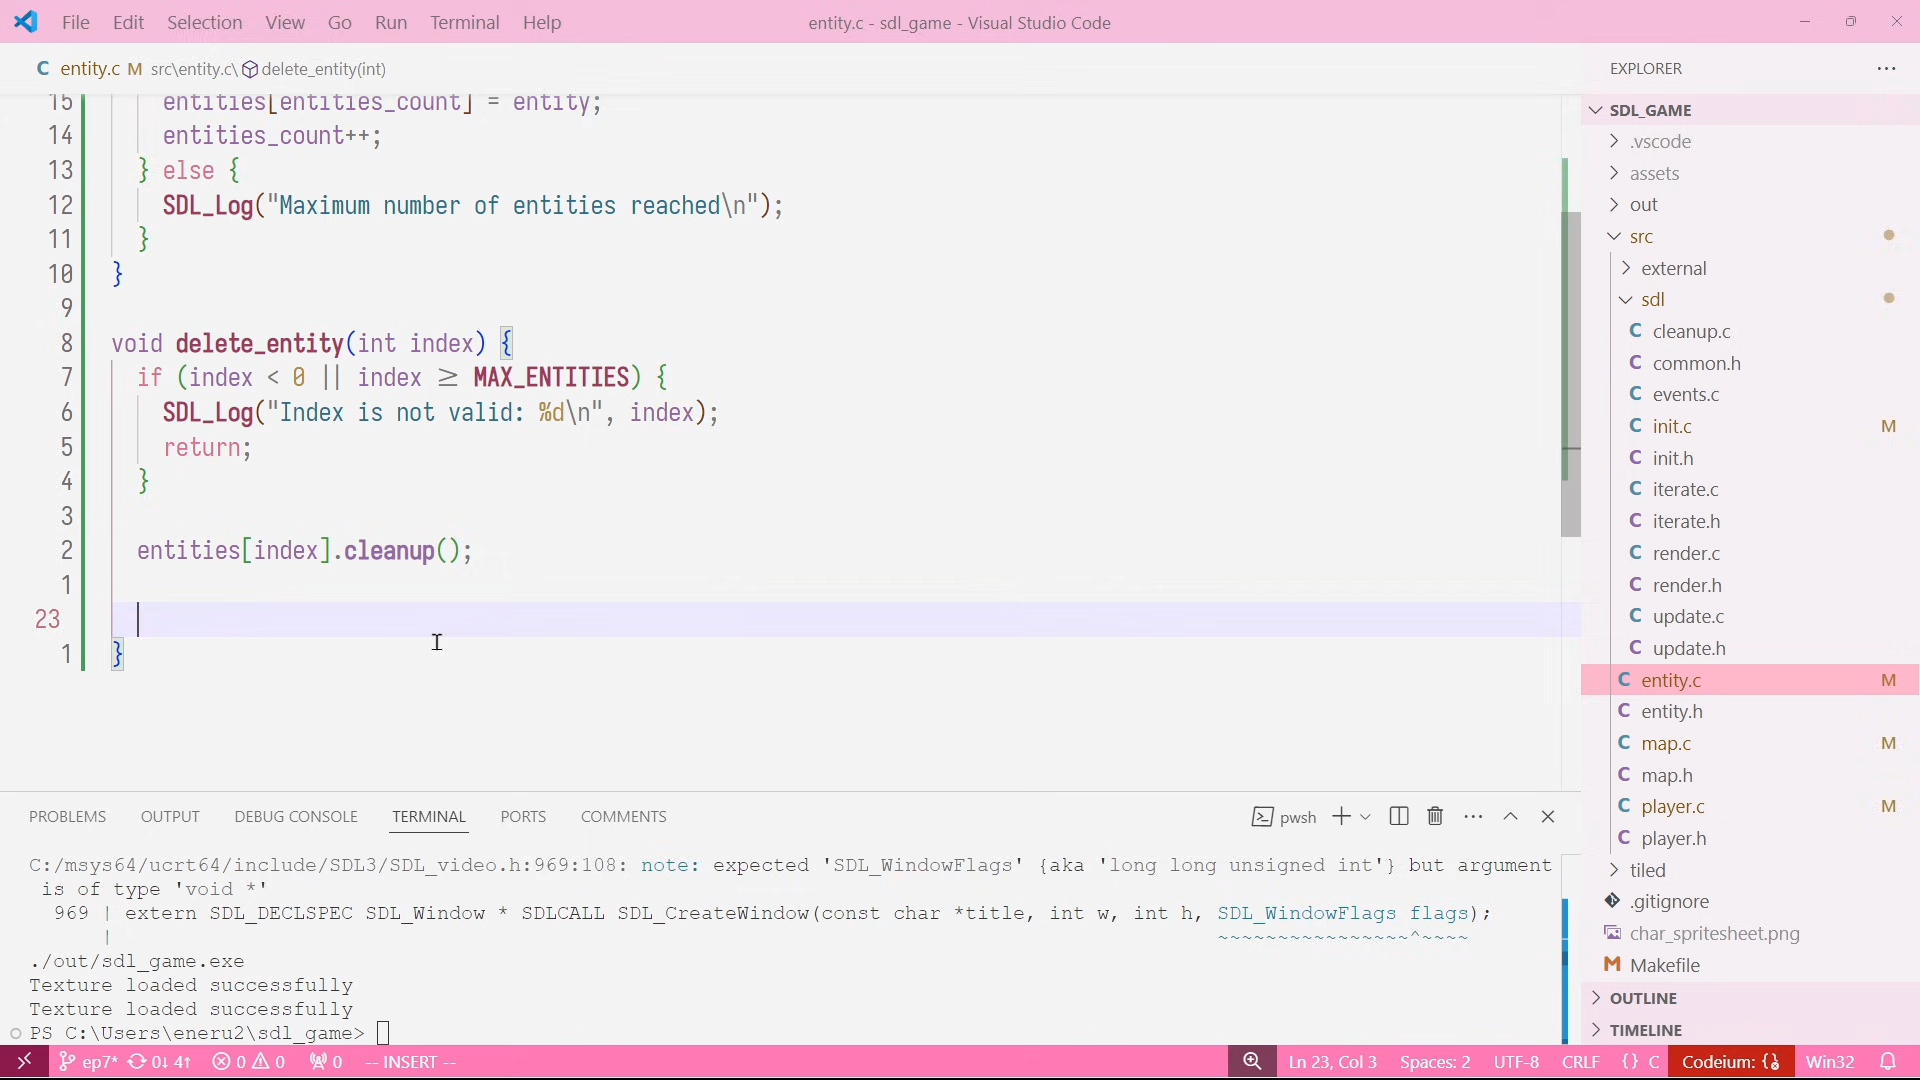 File Edit Selection View Go Run Terminal Help
entity.c - sdl_game - Visual Studio Code
C entity.c M src\entity.c\ delete_entity(int)
15 entities[entities_count] = entity;
14 entities_count++;
13 } else {
12 SDL_Log("Maximum number of entities reached\n");
11 }
10 }
9
8 void delete_entity(int index) {
7 if (index < 0 || index ≥ MAX_ENTITIES) {
6 SDL_Log("Index is not valid: %d\n", index);
5 return;
4 }
3
2 entities[index].cleanup();
1
23
1 }
EXPLORER
SDL_GAME
.vscode
assets
out
src
external
sdl
C cleanup.c
C common.h
C events.c
C init.c M
C init.h
C iterate.c
C iterate.h
C render.c
C render.h
C update.c
C update.h
C entity.c M
C entity.h
C map.c M
C map.h
C player.c M
C player.h
tiled
.gitignore
char_spritesheet.png
M Makefile
OUTLINE
TIMELINE
PROBLEMS OUTPUT DEBUG CONSOLE TERMINAL PORTS COMMENTS
pwsh
C:/msys64/ucrt64/include/SDL3/SDL_video.h:969:108: note: expected 'SDL_WindowFlags' {aka 'long long unsigned int'} but argument
is of type 'void *'
969 | extern SDL_DECLSPEC SDL_Window * SDLCALL SDL_CreateWindow(const char *title, int w, int h, SDL_WindowFlags flags);
| ~~~~~~~~~~~~~~~~^~~~~
./out/sdl_game.exe
Texture loaded successfully
Texture loaded successfully
PS C:\Users\eneru2\sdl_game>
ep7* 0↓ 4↑ 0 0 0 -- INSERT --
Ln 23, Col 3 Spaces: 2 UTF-8 CRLF {} C Codeium: {} Win32